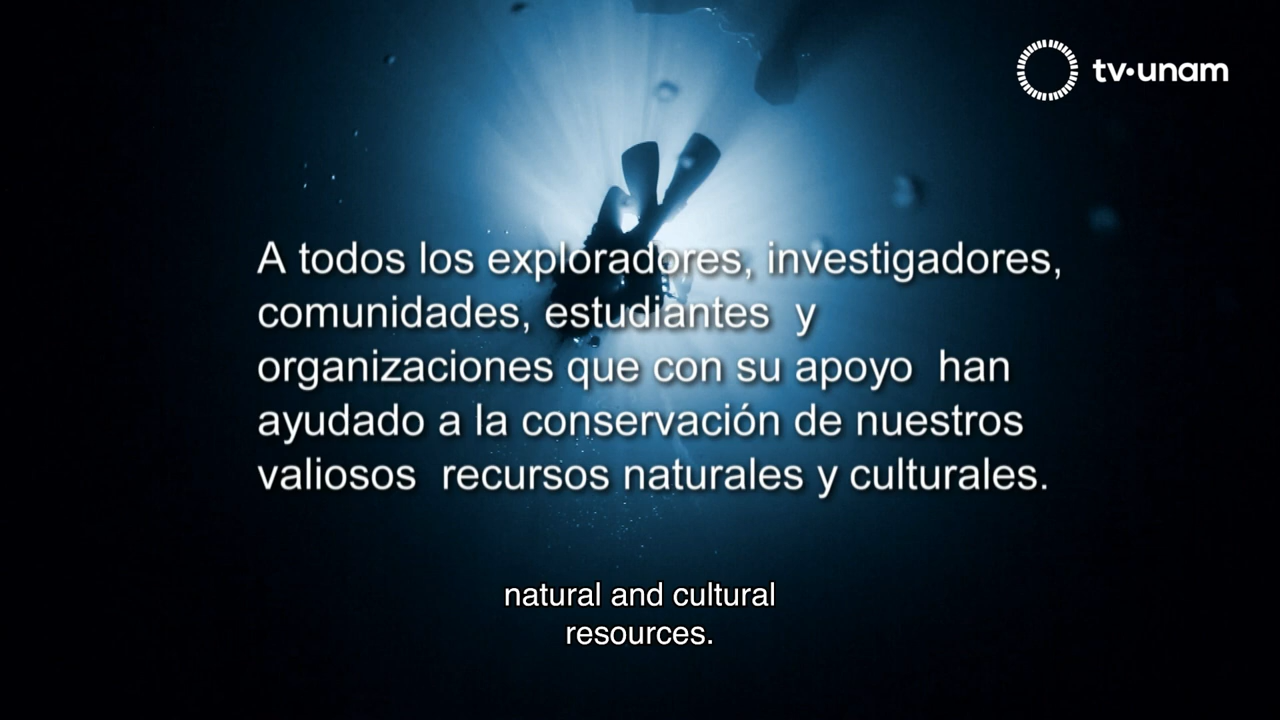 tv·unam
A todos los exploradores, investigadores,
comunidades, estudiantes y
organizaciones que con su apoyo han
ayudado a la conservación de nuestros
valiosos recursos naturales y culturales.
natural and cultural
resources.